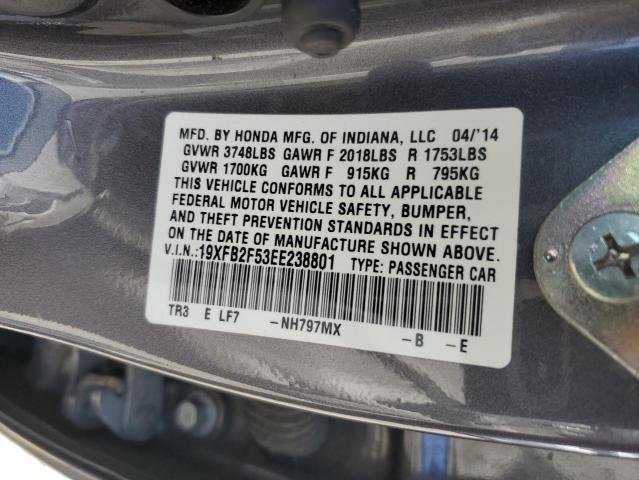 MFD. BY HONDA MFG. OF INDIANA, LLC 04/'14
GVWR 3748LBS GAWR F 2018LBS R 1753LBS
GVWR 1700KG GAWR F 915KG R 795KG
THIS VEHICLE CONFORMS TO ALL APPLICABLE
FEDERAL MOTOR VEHICLE SAFETY, BUMPER,
AND THEFT PREVENTION STANDARDS IN EFFECT
ON THE DATE OF MANUFACTURE SHOWN ABOVE.
V.I.N.:19XFB2F53EE238801 TYPE: PASSENGER CAR
TR3 E LF7 -NH797MX -B -E